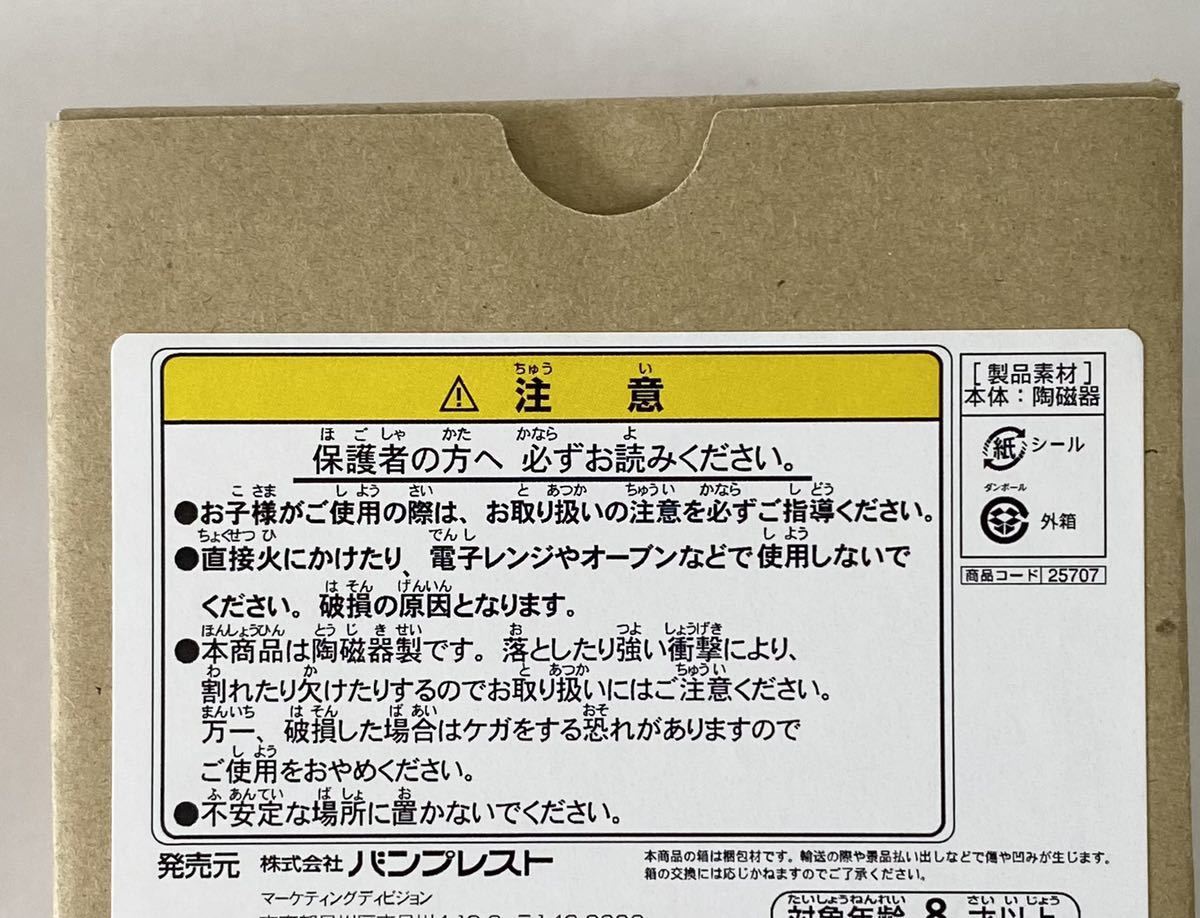 ⚠ 注意
保護者の方へ 必ずお読みください。
●お子様がご使用の際は、お取り扱いの注意を必ずご指導ください。
●直接火にかけたり、電子レンジやオーブンなどで使用しないで
ください。破損の原因となります。
●本商品は陶磁器製です。落としたり強い衝撃により、
割れたり欠けたりするのでお取り扱いにはご注意ください。
万一、破損した場合はケガをする恐れがありますので
ご使用をおやめください。
●不安定な場所に置かないでください。
[製品素材]
本体：陶磁器
紙 シール
ダンボール
外箱
商品コード 25707
発売元 株式会社 バンプレスト
マーケティングディビジョン
本商品の箱は梱包材です。輸送の際や景品払い出しなどで傷や凹みが生じます。
箱の交換には応じかねますのでご了承ください。
対象年齢 8才以上